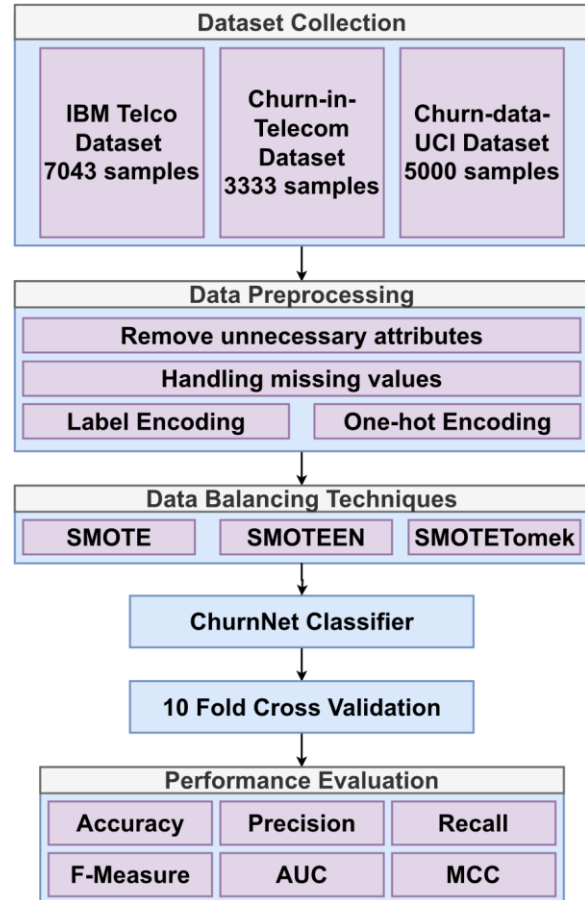 Dataset Collection
IBM Telco
Dataset
7043 samples
Churn-in-
Telecom
Dataset
3333 samples
Churn-data-
UCI Dataset
5000 samples
Data Preprocessing
Remove unnecessary attributes
Handling missing values
Label Encoding
One-hot Encoding
Data Balancing Techniques
SMOTE
SMOTEEN
SMOTETomek
ChurnNet Classifier
10 Fold Cross Validation
Performance Evaluation
Accuracy
Precision
Recall
F-Measure
AUC
MCC